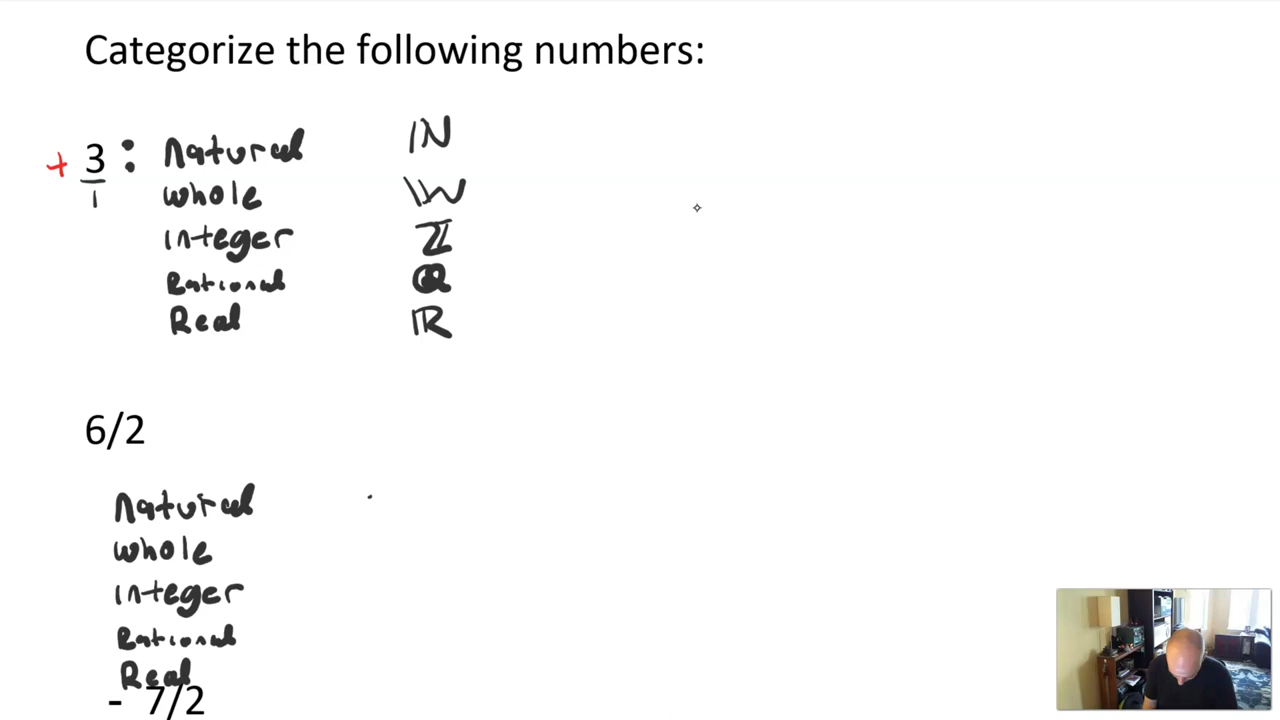 Categorize the following numbers:
+ 3/1 : Natural ℕ
Whole 𝕎
integer ℤ
Rational ℚ
Real ℝ
6/2
Natural
Whole
integer
Rational
Real
- 7/2